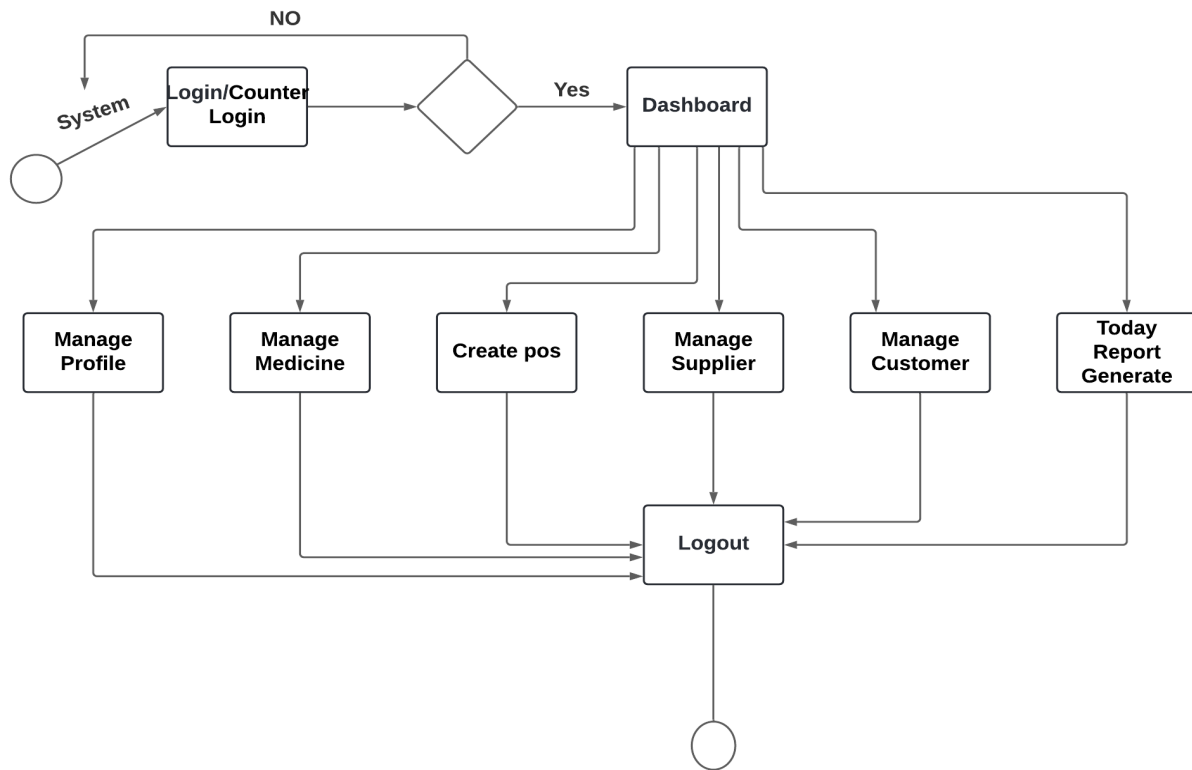 NO
System
Login/Counter
Login
Yes
Dashboard
Manage
Profile
Manage
Medicine
Create pos
Manage
Supplier
Manage
Customer
Today
Report
Generate
Logout